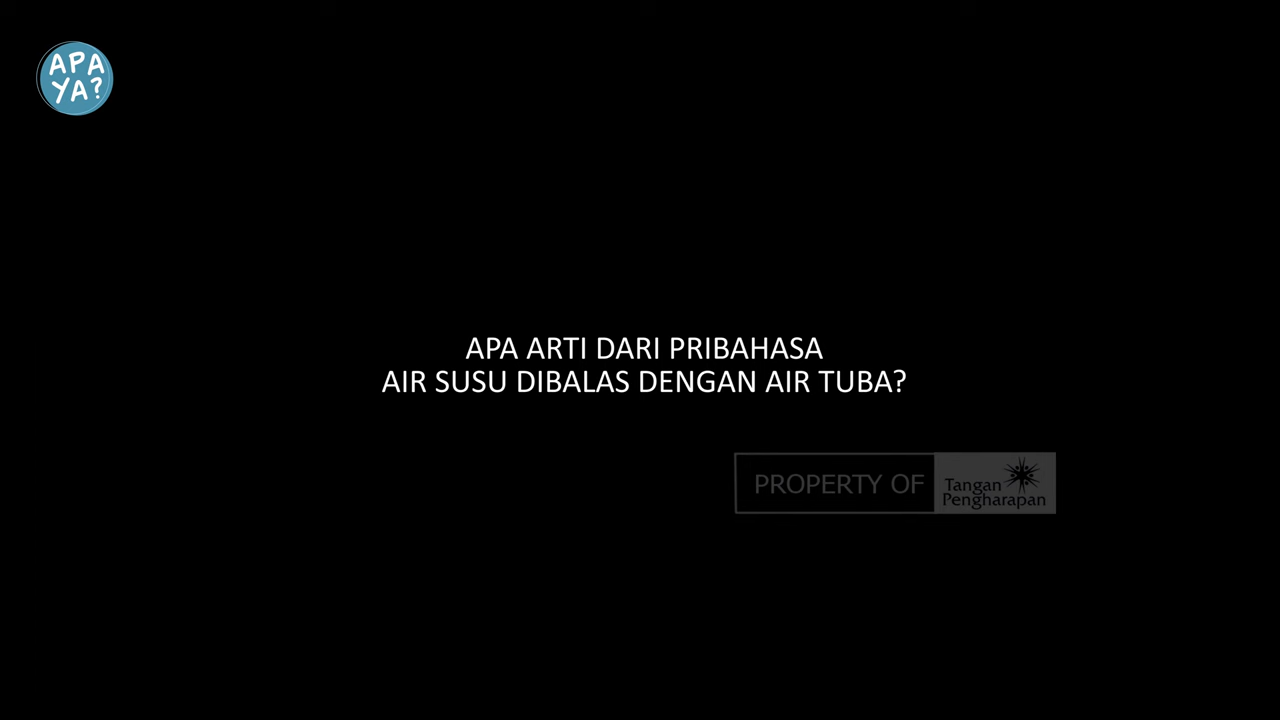 APA
YA?
APA ARTI DARI PRIBAHASA
AIR SUSU DIBALAS DENGAN AIR TUBA?
PROPERTY OF
Tangan
Pengharapan